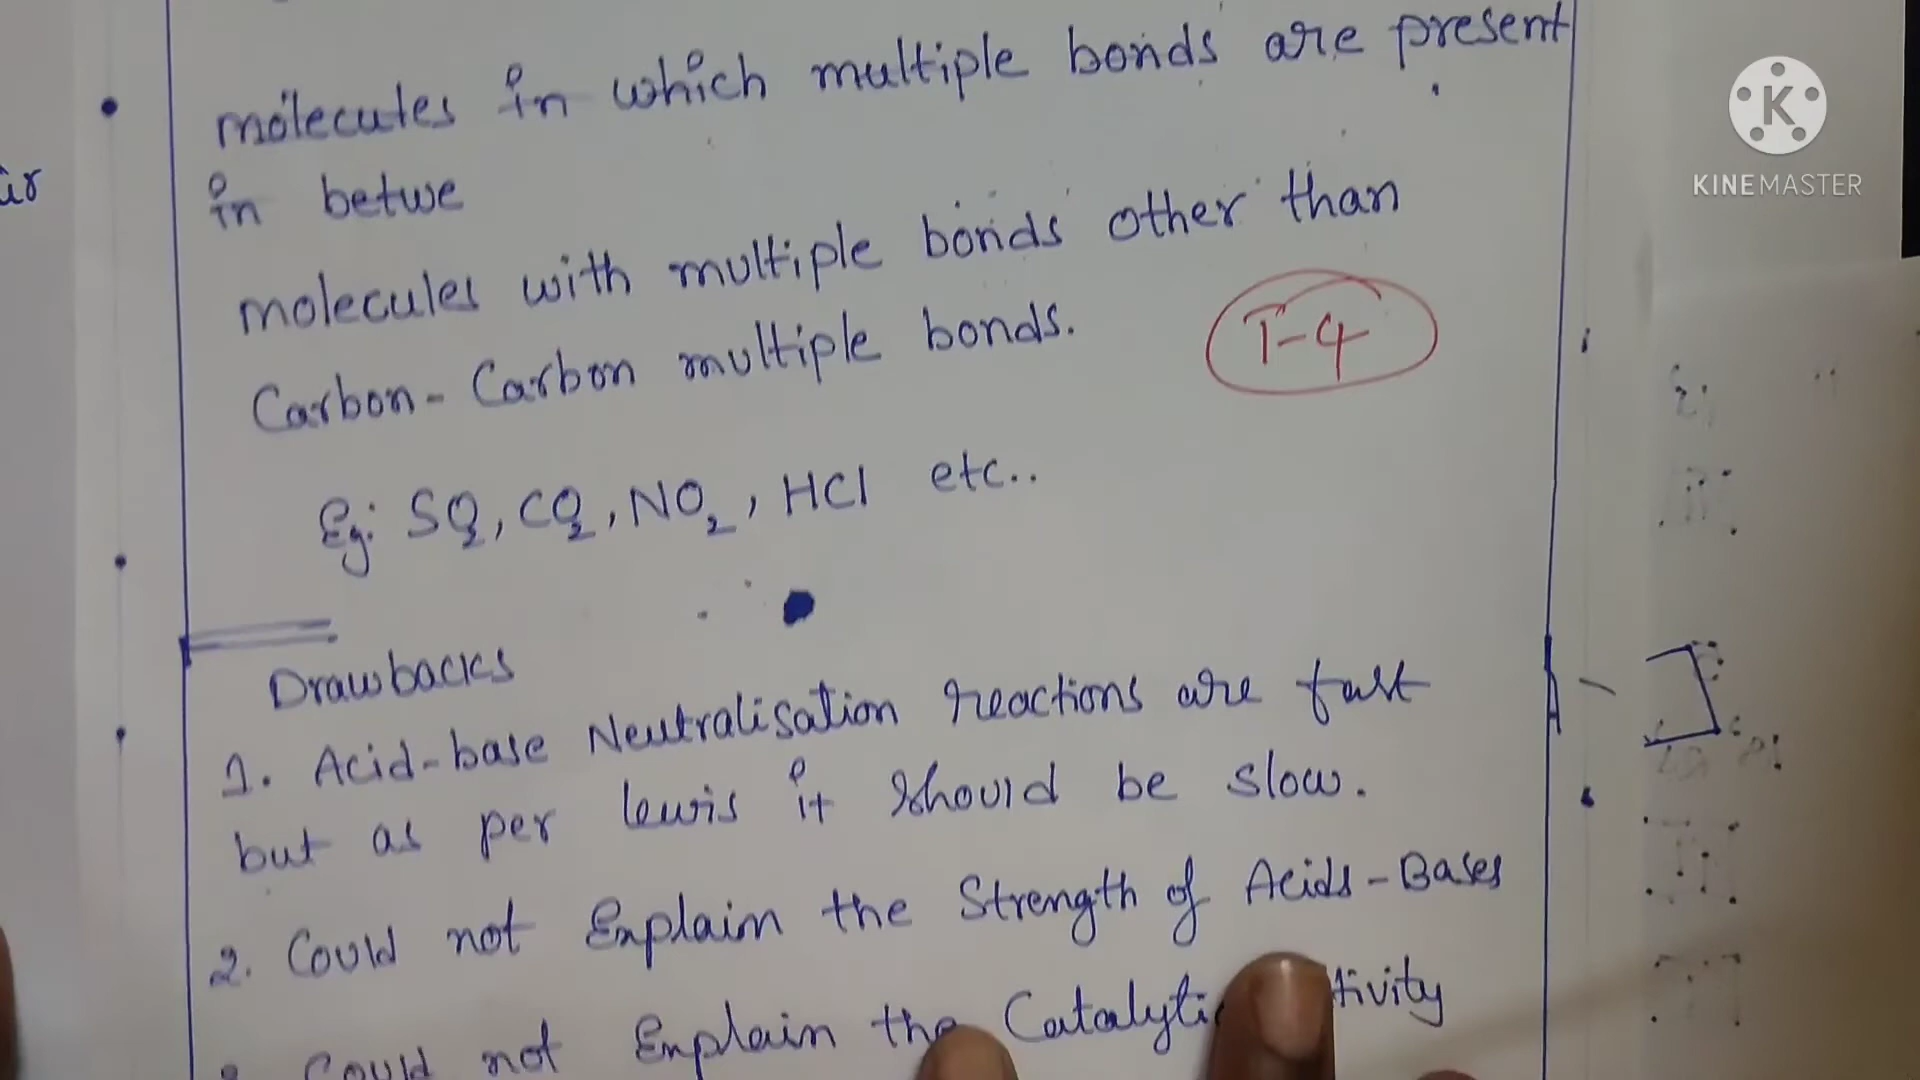 molecules in which multiple bonds are present
in betwe
molecules with multiple bonds other than
Carbon - Carbon multiple bonds.
T-4
Eg: SO₂, CO₂, NO₂, HCl etc..
Drawbacks
1. Acid-base Neutralisation reactions are fast
but as per lewis it should be slow.
2. Could not Explain the Strength of Acids-Bases
Could not Explain the
K
KINEMASTER